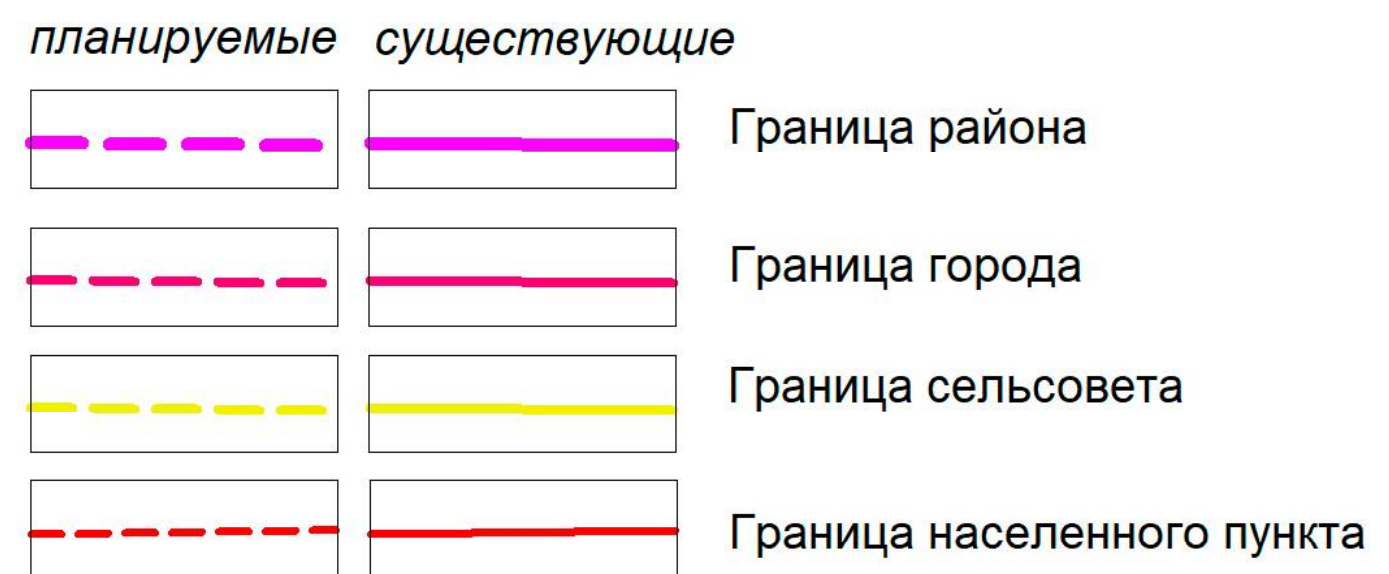 планируемые существующие
Граница района
Граница города
Граница сельсовета
Граница населенного пункта